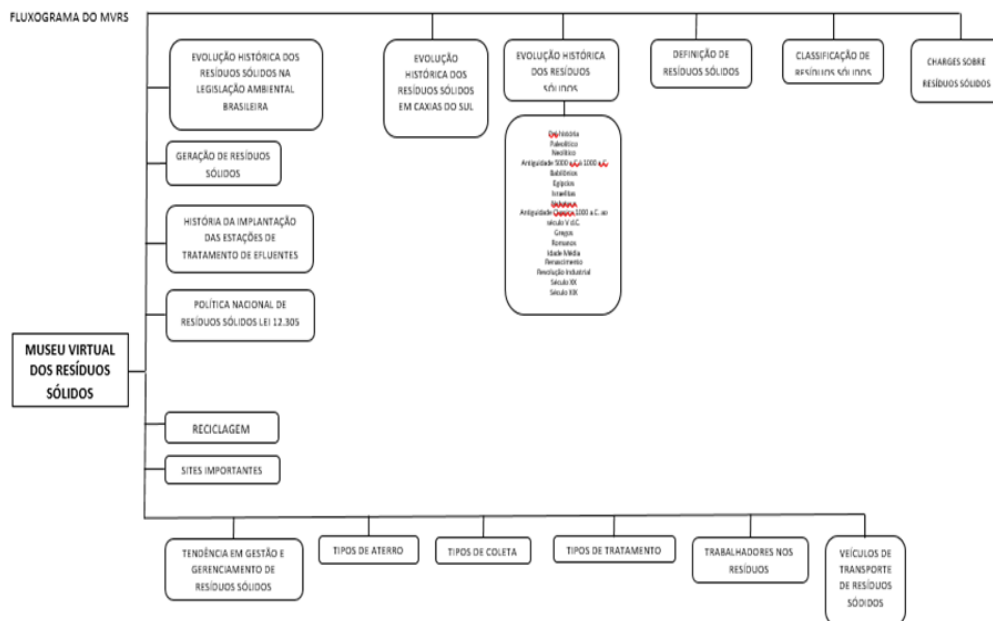 FLUXOGRAMA DO MVRS
EVOLUÇÃO HISTÓRICA DOS
RESÍDUOS SÓLIDOS NA
LEGISLAÇÃO AMBIENTAL
BRASILEIRA
EVOLUÇÃO
HISTÓRICA DOS
RESÍDUOS SÓLIDOS
EM CAXIAS DO SUL
EVOLUÇÃO HISTÓRICA
DOS RESÍDUOS
SÓLIDOS
DEFINIÇÃO DE
RESÍDUOS SÓLIDOS
CLASSIFICAÇÃO DE
RESÍDUOS SÓLIDOS
CHARGES SOBRE
RESÍDUOS SÓLIDOS
história
Paleolítico
Neolítico
Antiguidade 5000 a.C. à 1000 a.C.
Babilônios
Egípcios
Israelitas
Antiguidade 1000 a.C. ao
século V d.C.
Gregos
Romanos
Idade Média
Renascimento
Revolução Industrial
Século XX
Século XIX
GERAÇÃO DE RESÍDUOS
SÓLIDOS
HISTÓRIA DA IMPLANTAÇÃO
DAS ESTAÇÕES DE
TRATAMENTO DE EFLUENTES
POLÍTICA NACIONAL DE
RESÍDUOS SÓLIDOS LEI 12.305
MUSEU VIRTUAL
DOS RESÍDUOS
SÓLIDOS
RECICLAGEM
SITES IMPORTANTES
TENDÊNCIA EM GESTÃO E
GERENCIAMENTO DE
RESÍDUOS SÓLIDOS
TIPOS DE ATERRO
TIPOS DE COLETA
TIPOS DE TRATAMENTO
TRABALHADORES NOS
RESÍDUOS
VEÍCULOS DE
TRANSPORTE
DE RESÍDUOS
SÓDIDOS